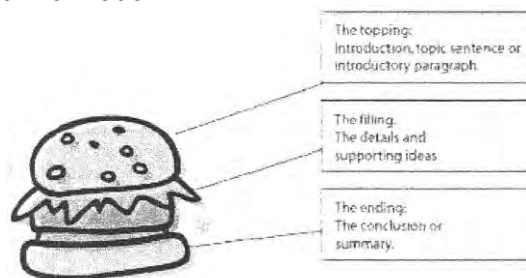 The topping:
Introduction, topic sentence or
introductory paragraph.
The filling.
The details and
supporting ideas
The ending:
The conclusion or
summary.